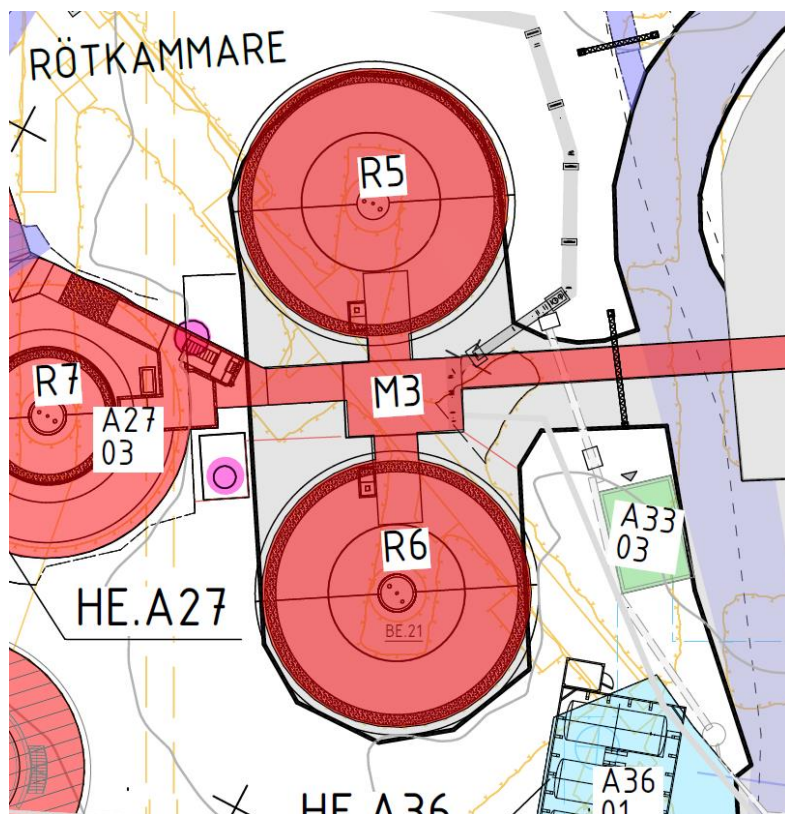 RÖTKAMMARE
R5
R7
M3
A27
03
R6
A33
03
HE.A27
BE.21
HE.A36
A36
01